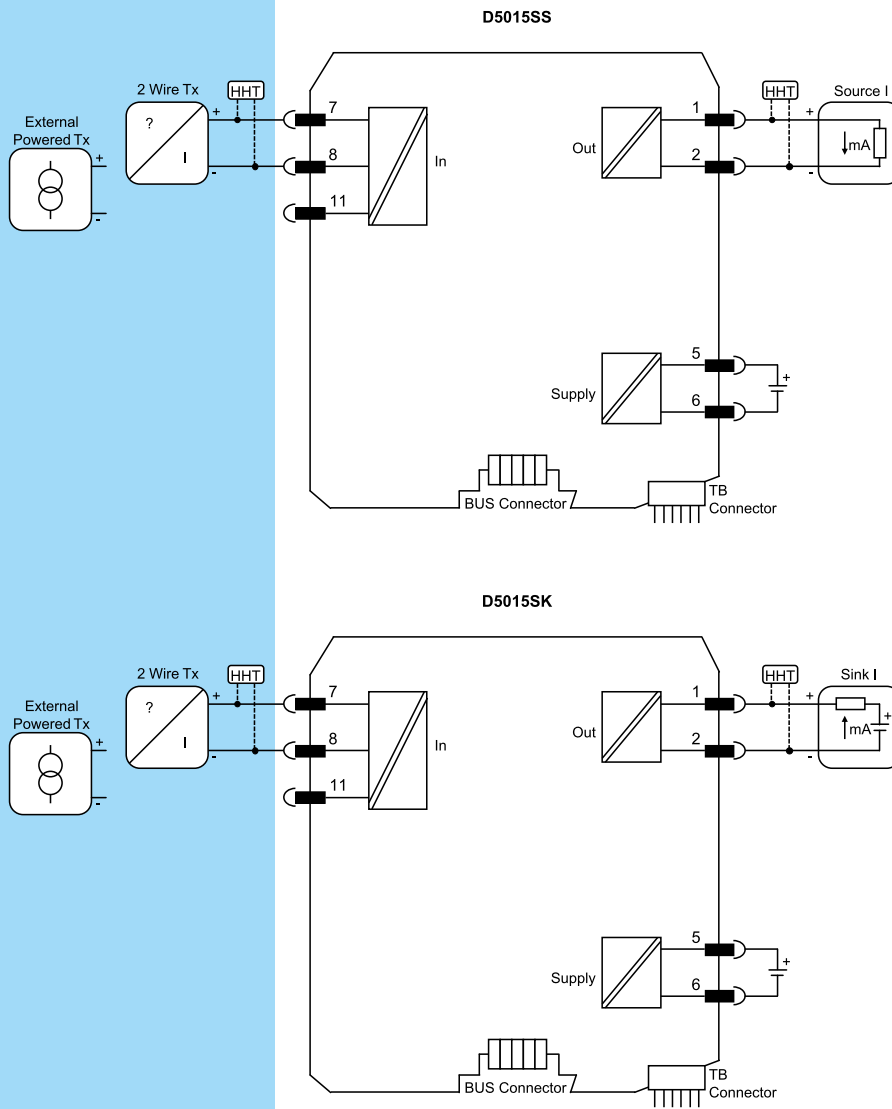 D5015SS
2 Wire Tx
HHT
7
1
HHT
Source I
External
Powered Tx
+
-
?
I
+
-
8
11
In
Out
2
+
-
mA
5
Supply
6
+
BUS Connector
TB
Connector
D5015SK
2 Wire Tx
HHT
7
1
HHT
Sink I
External
Powered Tx
+
-
?
I
+
-
8
11
In
Out
2
+
-
mA
+
5
Supply
6
+
BUS Connector
TB
Connector